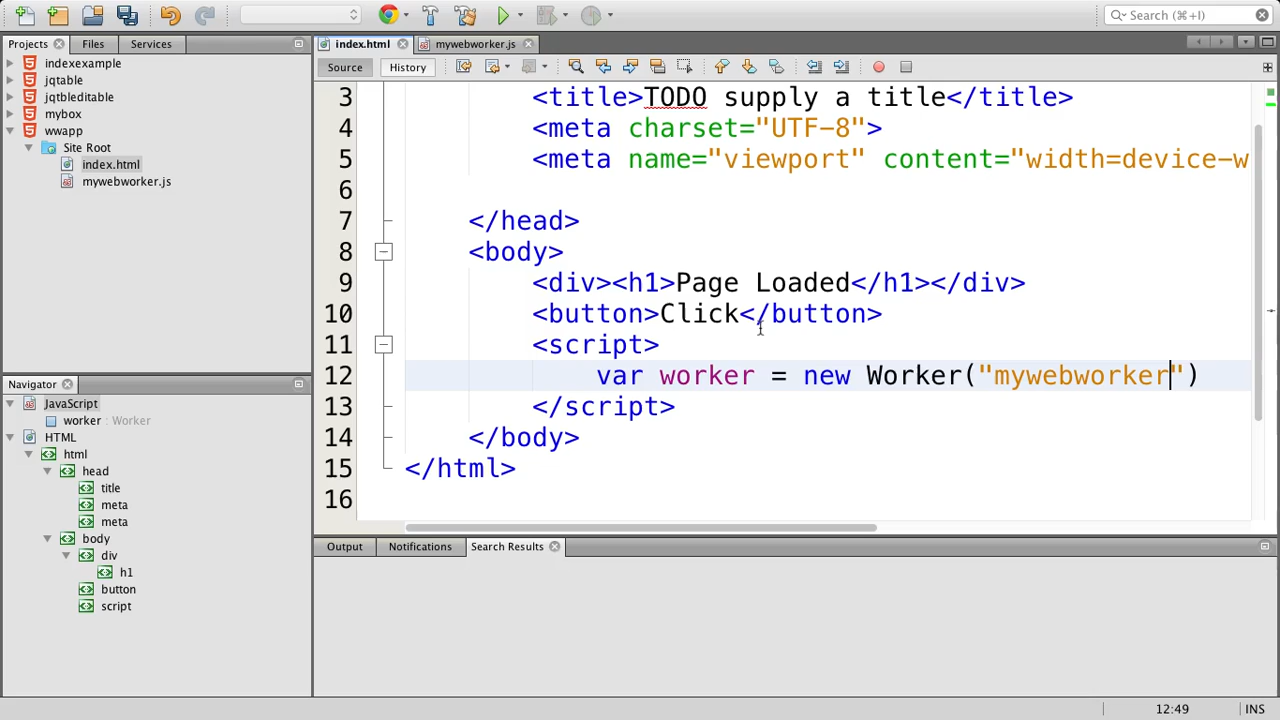 Search (⌘+I)
Projects
Files
Services
index.html
mywebworker.js
indexexample
jqtable
jqtbleditable
mybox
wwapp
Site Root
index.html
mywebworker.js
Source
History
3 <title>TODO supply a title</title>
4 <meta charset="UTF-8">
5 <meta name="viewport" content="width=device-w
6
7 </head>
8 <body>
9 <div><h1>Page Loaded</h1></div>
10 <button>Click</button>
11 <script>
12 var worker = new Worker("mywebworker")
13 </script>
14 </body>
15 </html>
16
Navigator
JavaScript
worker : Worker
HTML
html
head
title
meta
meta
body
div
h1
button
script
Output
Notifications
Search Results
12:49
INS